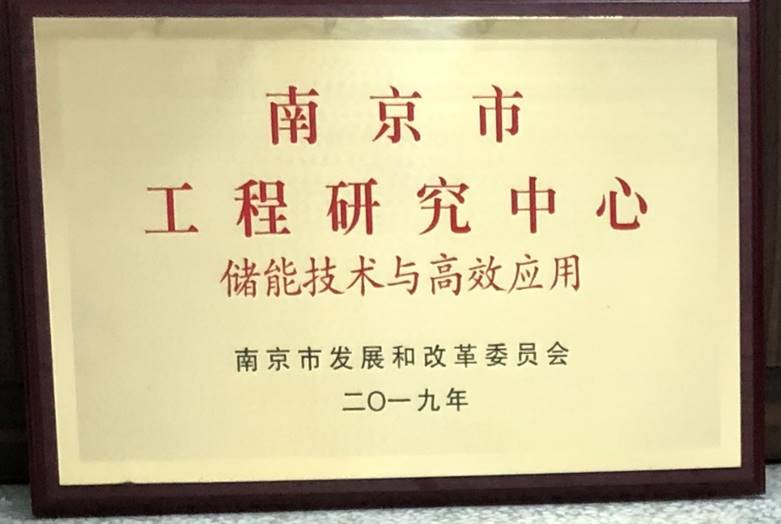 南京市
工程研究中心
储能技术与高效应用
南京市发展和改革委员会
二〇一九年